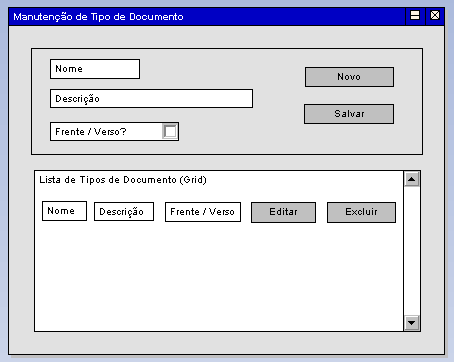 Manutenção de Tipo de Documento
Nome
Novo
Descrição
Salvar
Frente / Verso?
Lista de Tipos de Documento (Grid)
Nome Descrição Frente / Verso Editar Excluir